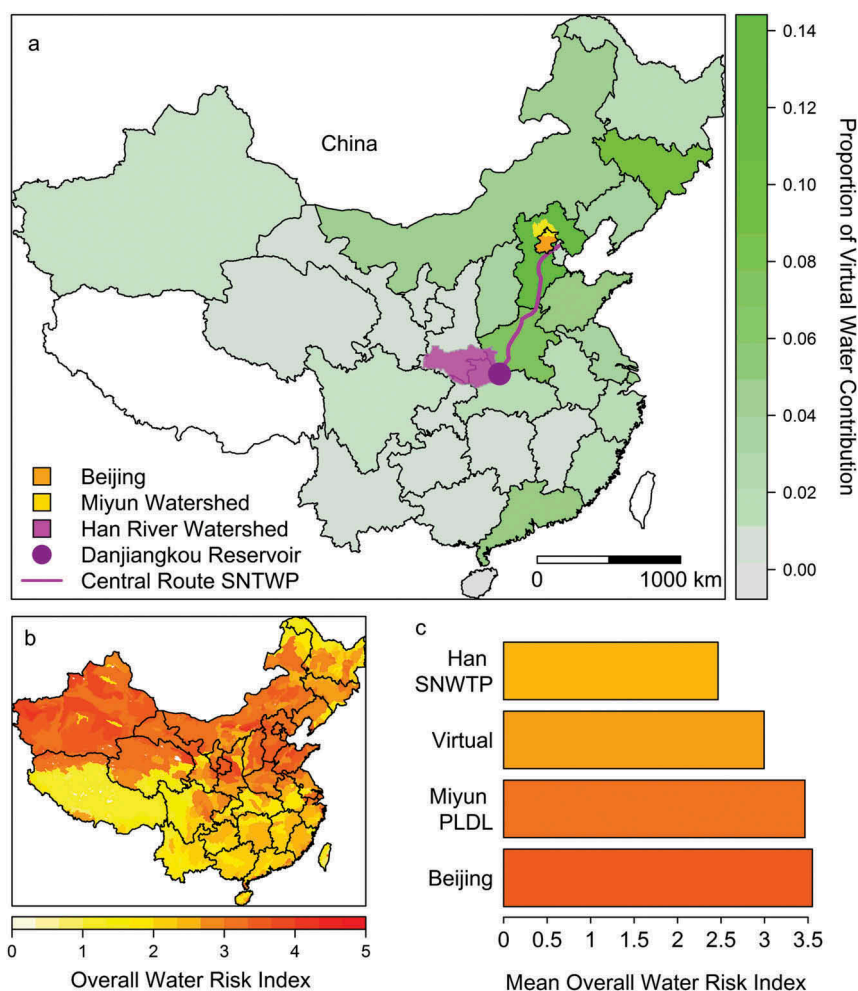 a
China
Beijing
Miyun Watershed
Han River Watershed
Danjiangkou Reservoir
Central Route SNTWP
0 1000 km
0.14
0.12
0.10
0.08
0.06
0.04
0.02
0.00
Proportion of Virtual Water Contribution
b
0 1 2 3 4 5
Overall Water Risk Index
c
Han
SNWTP
Virtual
Miyun
PLDL
Beijing
0 0.5 1 1.5 2 2.5 3 3.5
Mean Overall Water Risk Index